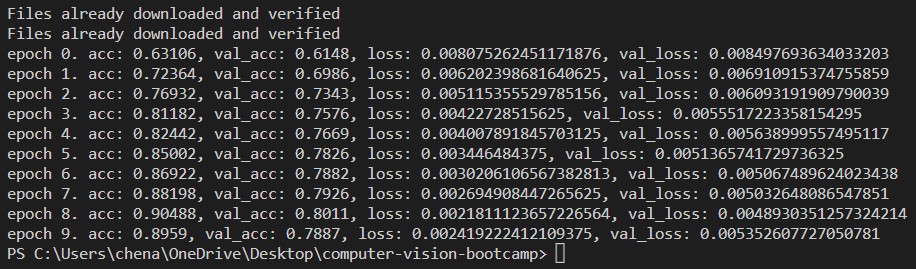 Files already downloaded and verified
Files already downloaded and verified
epoch 0. acc: 0.63106, val_acc: 0.6148, loss: 0.008075262451171876, val_loss: 0.008497693634033203
epoch 1. acc: 0.72364, val_acc: 0.6986, loss: 0.006202398681640625, val_loss: 0.006910915374755859
epoch 2. acc: 0.76932, val_acc: 0.7343, loss: 0.005115355529785156, val_loss: 0.006093191909790039
epoch 3. acc: 0.81182, val_acc: 0.7576, loss: 0.00422728515625, val_loss: 0.0055517223358154295
epoch 4. acc: 0.82442, val_acc: 0.7669, loss: 0.004007891845703125, val_loss: 0.005638999557495117
epoch 5. acc: 0.85002, val_acc: 0.7826, loss: 0.003446484375, val_loss: 0.0051365741729736325
epoch 6. acc: 0.86922, val_acc: 0.7882, loss: 0.0030206106567382813, val_loss: 0.005067489624023438
epoch 7. acc: 0.88198, val_acc: 0.7926, loss: 0.002694908447265625, val_loss: 0.005032648086547851
epoch 8. acc: 0.90488, val_acc: 0.8011, loss: 0.0021811123657226564, val_loss: 0.0048930351257324214
epoch 9. acc: 0.8959, val_acc: 0.7887, loss: 0.002419222412109375, val_loss: 0.005352607727050781
PS C:\Users\chena\OneDrive\Desktop\computer-vision-bootcamp>